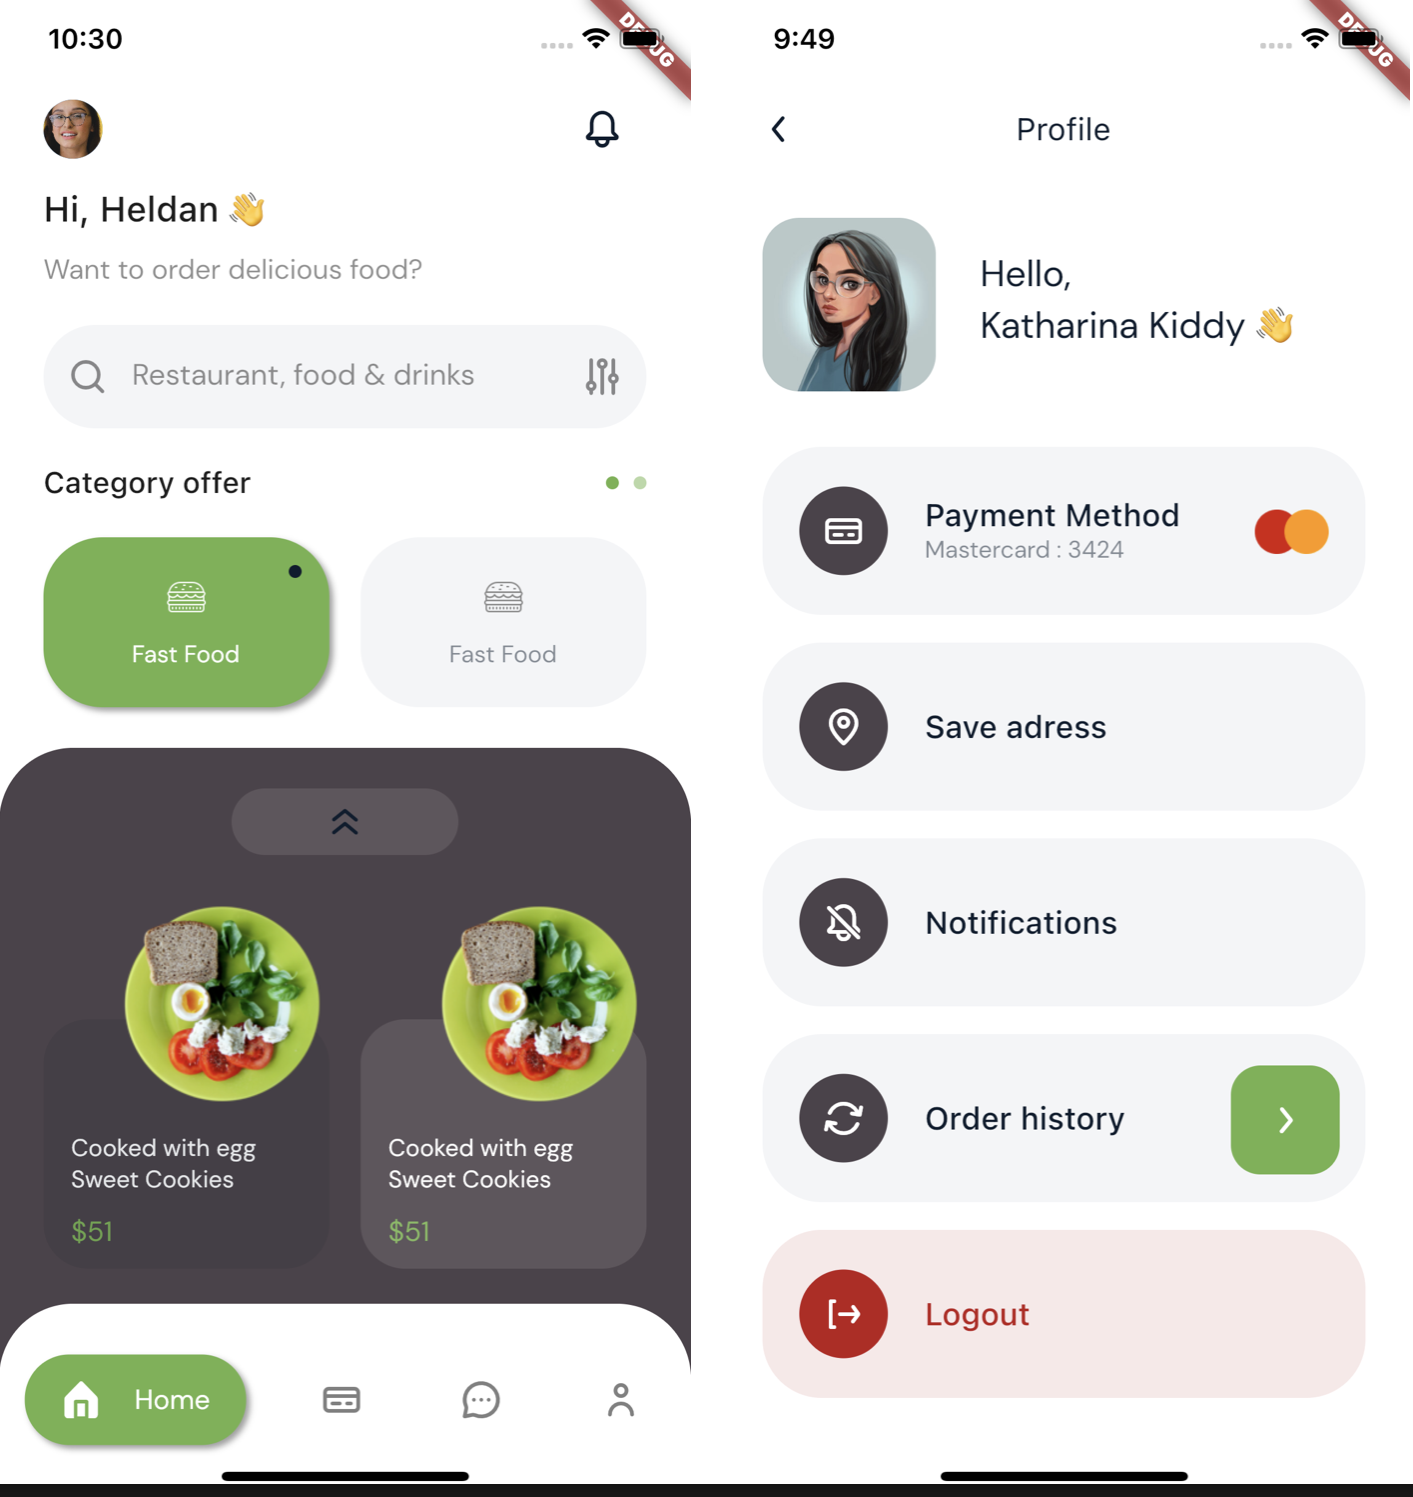 10:30
DEBUG
Hi, Heldan 👋
Want to order delicious food?
Restaurant, food & drinks
Category offer
Fast Food
Fast Food
Cooked with egg
Sweet Cookies
$51
Cooked with egg
Sweet Cookies
$51
Home
9:49
DEBUG
Profile
Hello,
Katharina Kiddy 👋
Payment Method
Mastercard : 3424
Save adress
Notifications
Order history
Logout